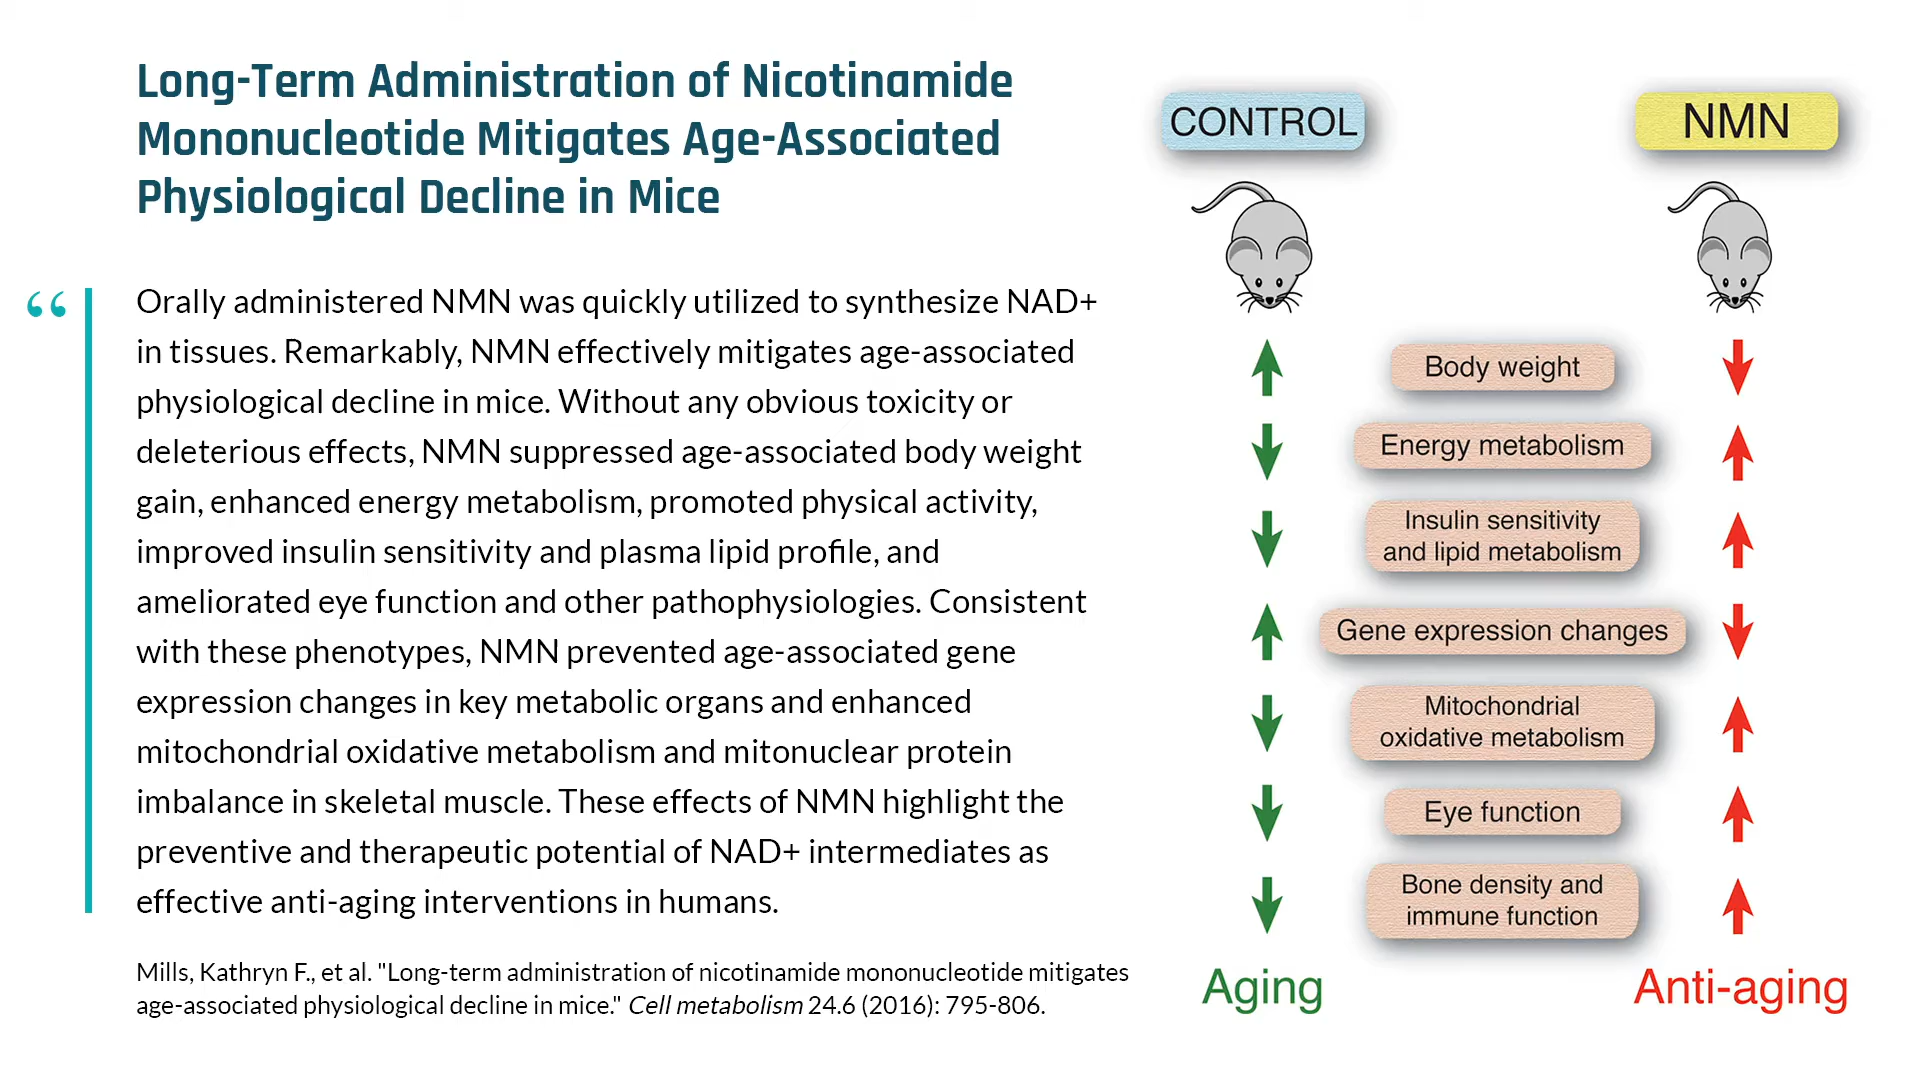 Long-Term Administration of Nicotinamide
Mononucleotide Mitigates Age-Associated
Physiological Decline in Mice
“
Orally administered NMN was quickly utilized to synthesize NAD+
in tissues. Remarkably, NMN effectively mitigates age-associated
physiological decline in mice. Without any obvious toxicity or
deleterious effects, NMN suppressed age-associated body weight
gain, enhanced energy metabolism, promoted physical activity,
improved insulin sensitivity and plasma lipid profile, and
ameliorated eye function and other pathophysiologies. Consistent
with these phenotypes, NMN prevented age-associated gene
expression changes in key metabolic organs and enhanced
mitochondrial oxidative metabolism and mitonuclear protein
imbalance in skeletal muscle. These effects of NMN highlight the
preventive and therapeutic potential of NAD+ intermediates as
effective anti-aging interventions in humans.
Mills, Kathryn F., et al. "Long-term administration of nicotinamide mononucleotide mitigates
age-associated physiological decline in mice." Cell metabolism 24.6 (2016): 795-806.
CONTROL
NMN
Body weight
Energy metabolism
Insulin sensitivity
and lipid metabolism
Gene expression changes
Mitochondrial
oxidative metabolism
Eye function
Bone density and
immune function
Aging
Anti-aging